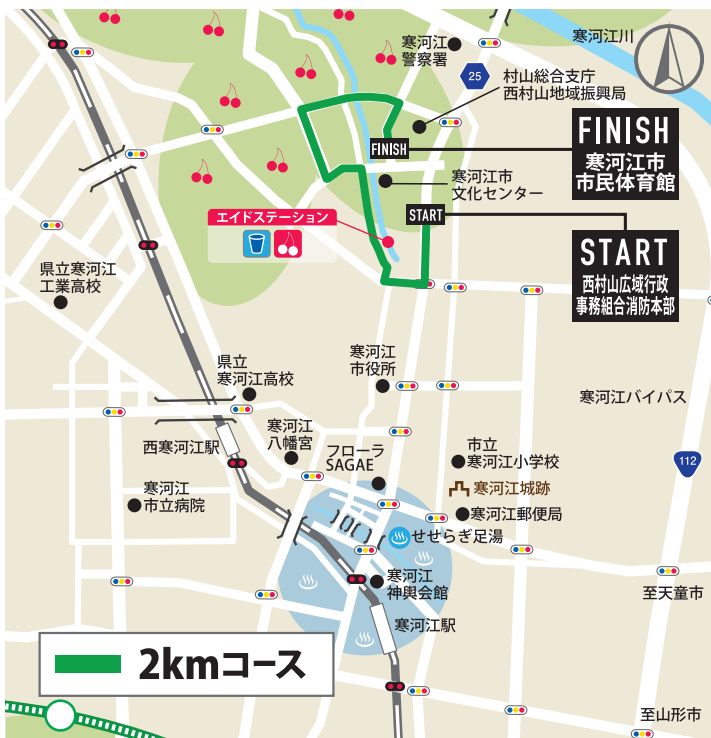 寒河江
警察署
寒河江川
25
村山総合支庁
西村山地域振興局
FINISH
FINISH
寒河江市
市民体育館
寒河江市
文化センター
START
エイドステーション
START
西村山広域行政
事務組合消防本部
県立寒河江
工業高校
寒河江
市役所
県立
寒河江高校
寒河江バイパス
寒河江
八幡宮
西寒河江駅
フローラ
SAGAE
市立
寒河江小学校
112
寒河江城跡
寒河江
市立病院
寒河江郵便局
せせらぎ足湯
寒河江
神輿会館
至天童市
寒河江駅
2kmコース
至山形市